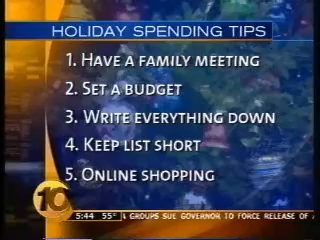 HOLIDAY SPENDING TIPS
1. HAVE A FAMILY MEETING
2. SET A BUDGET
3. WRITE EVERYTHING DOWN
4. KEEP LIST SHORT
5. ONLINE SHOPPING
10
5:44 55° GROUPS SUE GOVERNOR TO FORCE RELEASE OF